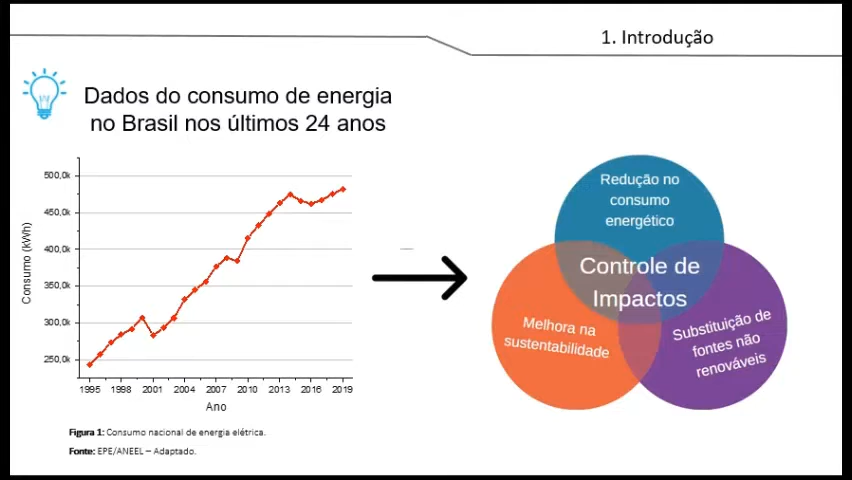 1. Introdução
Dados do consumo de energia
no Brasil nos últimos 24 anos
Consumo (kWh)
500,0k
450,0k
400,0k
350,0k
300,0k
250,0k
1995 1998 2001 2004 2007 2010 2013 2016 2019
Ano
Figura 1: Consumo nacional de energia elétrica.
Fonte: EPE/ANEEL – Adaptado.
Redução no
consumo
energético
Controle de
Impactos
Melhora na
sustentabilidade
Substituição de
fontes não
renováveis